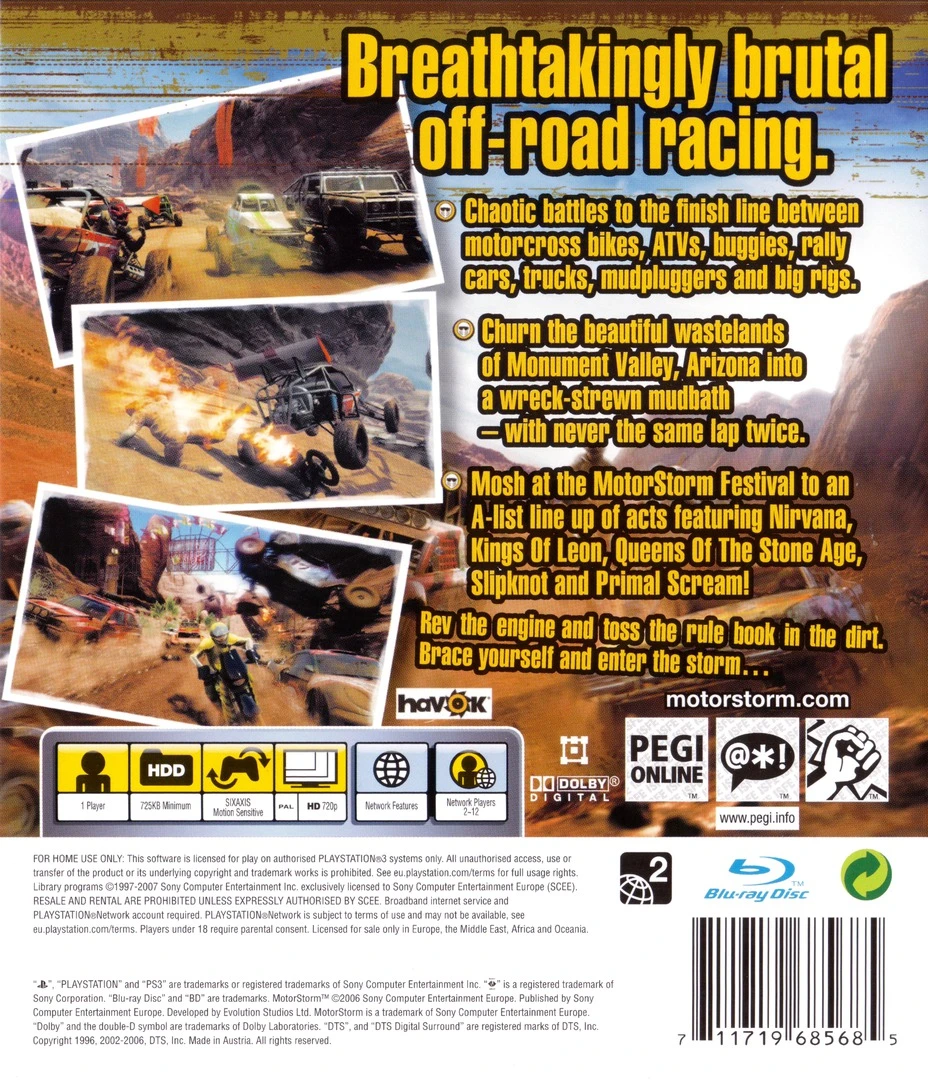 Breathtakingly brutal
off-road racing.
Chaotic battles to the finish line between
motorcross bikes, ATVs, buggies, rally
cars, trucks, mudpluggers and big rigs.
Churn the beautiful wastelands
of Monument Valley, Arizona into
a wreck-strewn mudbath
– with never the same lap twice.
Mosh at the MotorStorm Festival to an
A-list line up of acts featuring Nirvana,
Kings Of Leon, Queens Of The Stone Age,
Slipknot and Primal Scream!
Rev the engine and toss the rule book in the dirt.
Brace yourself and enter the storm...
havok
motorstorm.com
HDD
1 Player
725KB Minimum
SIXAXIS
Motion Sensitive
PAL
HD 720p
Network Features
Network Players
2-12
DOLBY®
DIGITAL
PEGI
ONLINE
TM
@*!
TM
TM
www.pegi.info
FOR HOME USE ONLY: This software is licensed for play on authorised PLAYSTATION®3 systems only. All unauthorised access, use or
transfer of the product or its underlying copyright and trademark works is prohibited. See eu.playstation.com/terms for full usage rights.
Library programs ©1997-2007 Sony Computer Entertainment Inc. exclusively licensed to Sony Computer Entertainment Europe (SCEE).
RESALE AND RENTAL ARE PROHIBITED UNLESS EXPRESSLY AUTHORISED BY SCEE. Broadband internet service and
PLAYSTATION®Network account required. PLAYSTATION®Network is subject to terms of use and may not be available, see
eu.playstation.com/terms. Players under 18 require parental consent. Licensed for sale only in Europe, the Middle East, Africa and Oceania.
2
Blu-ray Disc
TM
"", "PLAYSTATION" and "PS3" are trademarks or registered trademarks of Sony Computer Entertainment Inc. "" is a registered trademark of
Sony Corporation. "Blu-ray Disc" and "BD" are trademarks. MotorStorm™ ©2006 Sony Computer Entertainment Europe. Published by Sony
Computer Entertainment Europe. Developed by Evolution Studios Ltd. MotorStorm is a trademark of Sony Computer Entertainment Europe.
"Dolby" and the double-D symbol are trademarks of Dolby Laboratories. "DTS", and "DTS Digital Surround" are registered marks of DTS, Inc.
Copyright 1996, 2002-2006, DTS, Inc. Made in Austria. All rights reserved.
7 11719 68568 5